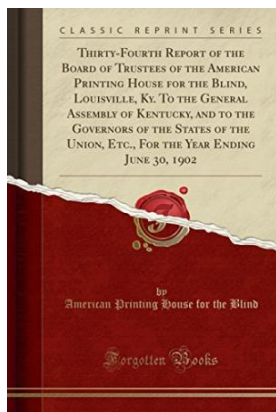 CLASSIC REPRINT SERIES
Thirty-Fourth Report of the
Board of Trustees of the American
Printing House for the Blind,
Louisville, Ky. To the General
Assembly of Kentucky, and to the
Governors of the States of the
Union, Etc., For the Year Ending
June 30, 1902
by
American Printing House for the Blind
Forgotten Books